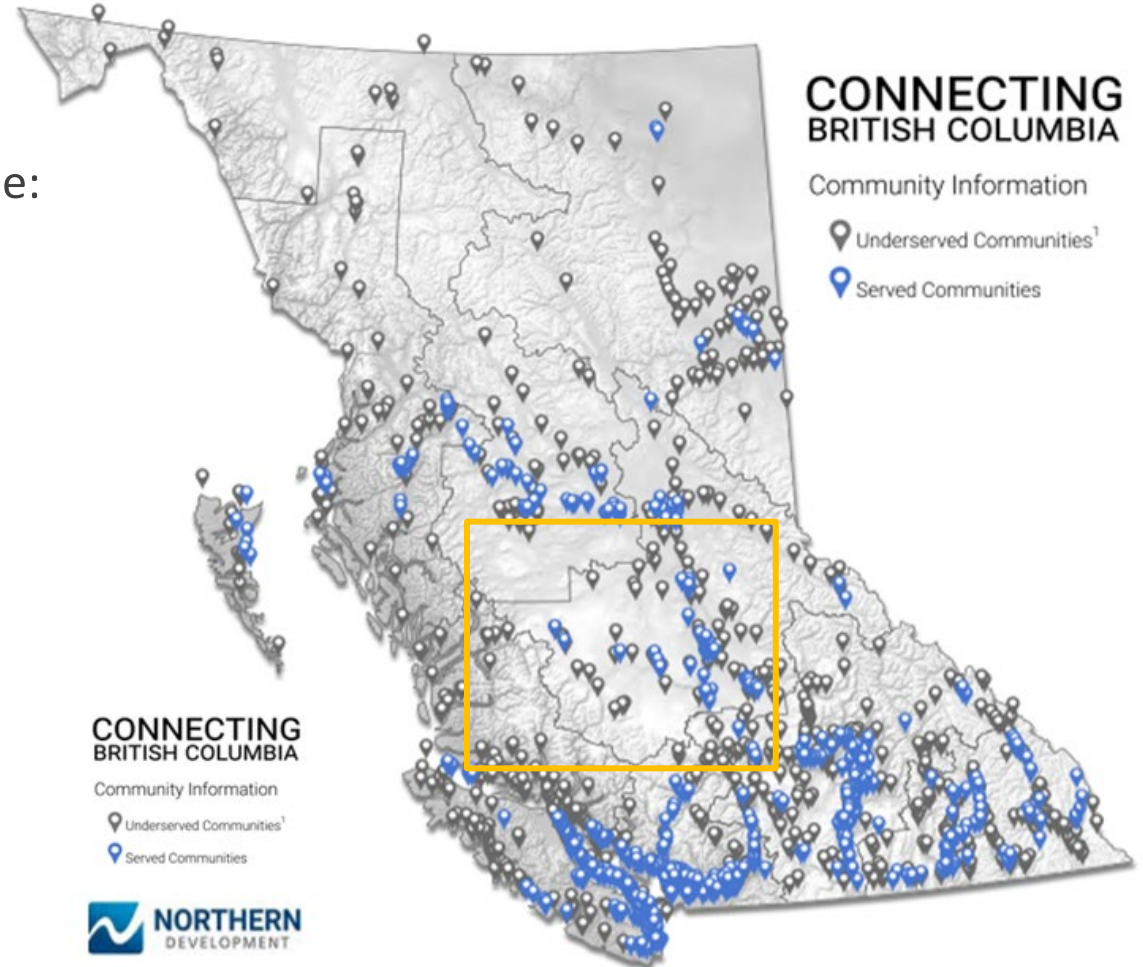 e:
CONNECTING
BRITISH COLUMBIA
Community Information
Underserved Communities¹
Served Communities
CONNECTING
BRITISH COLUMBIA
Community Information
Underserved Communities¹
Served Communities
NORTHERN
DEVELOPMENT